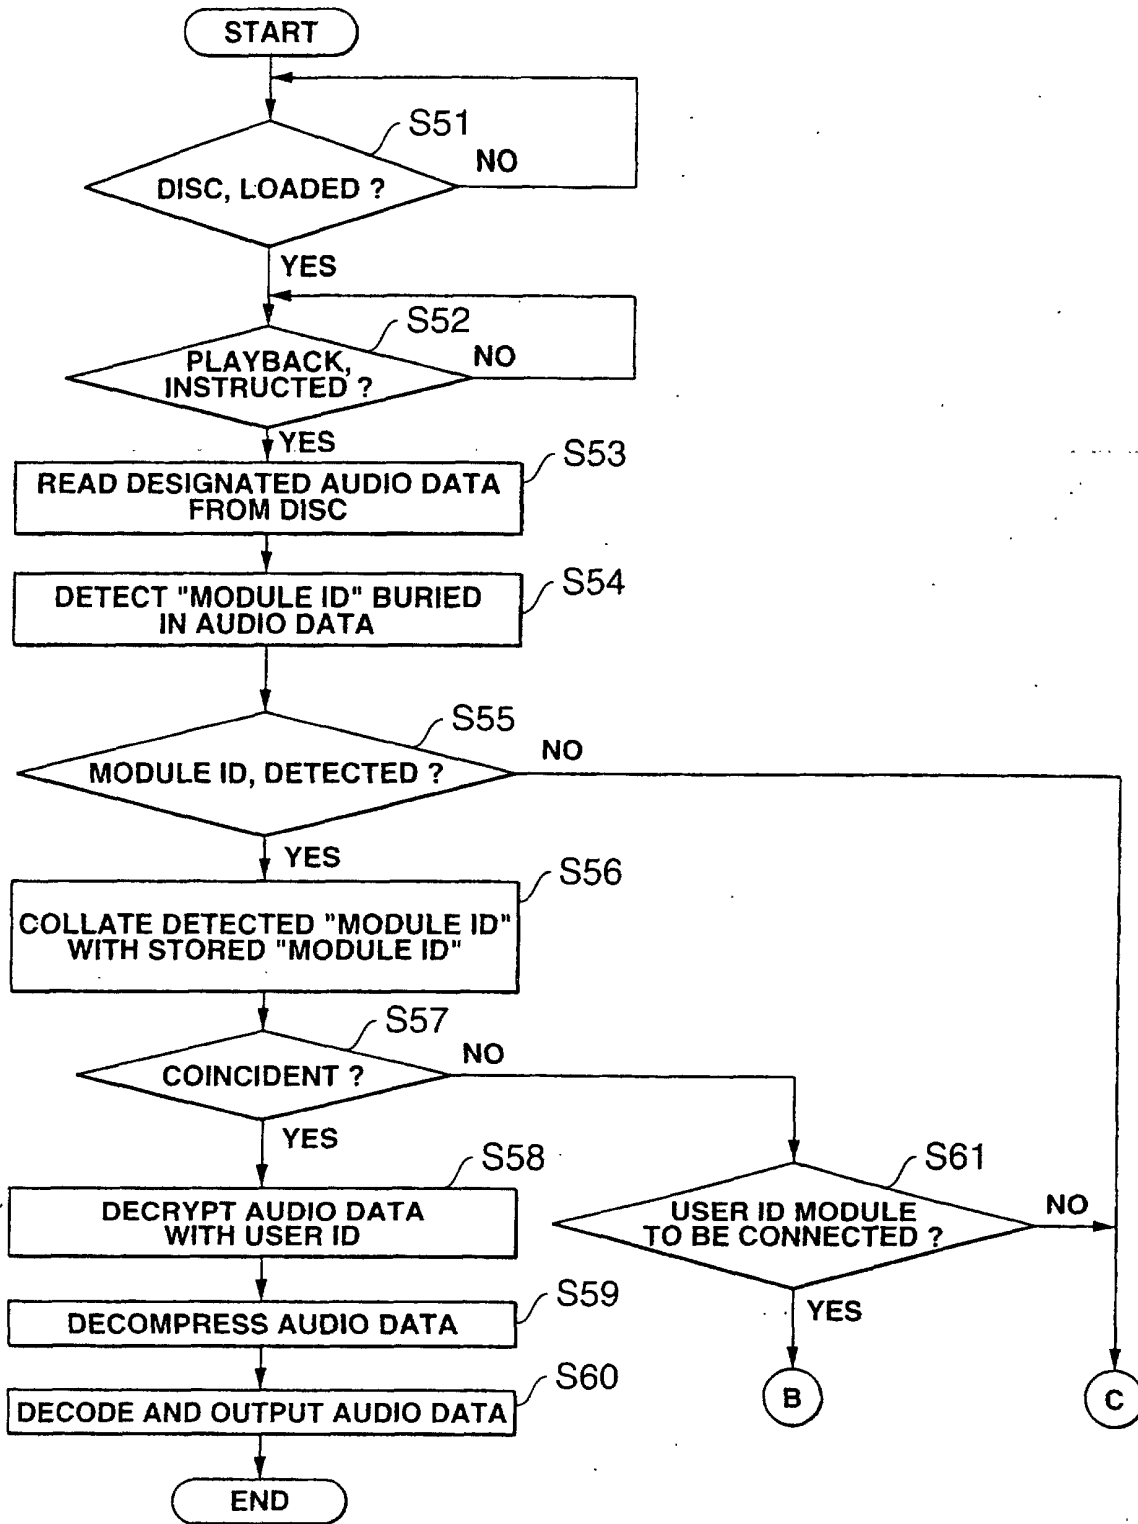 START
S51
NO
DISC, LOADED ?
YES
S52
PLAYBACK,
INSTRUCTED ?
NO
YES
S53
READ DESIGNATED AUDIO DATA
FROM DISC
S54
DETECT "MODULE ID" BURIED
IN AUDIO DATA
S55
NO
MODULE ID, DETECTED ?
YES
S56
COLLATE DETECTED "MODULE ID"
WITH STORED "MODULE ID"
S57
NO
COINCIDENT ?
YES
S58
DECRYPT AUDIO DATA
WITH USER ID
S61
USER ID MODULE
TO BE CONNECTED ?
NO
YES
S59
DECOMPRESS AUDIO DATA
S60
DECODE AND OUTPUT AUDIO DATA
B
C
END